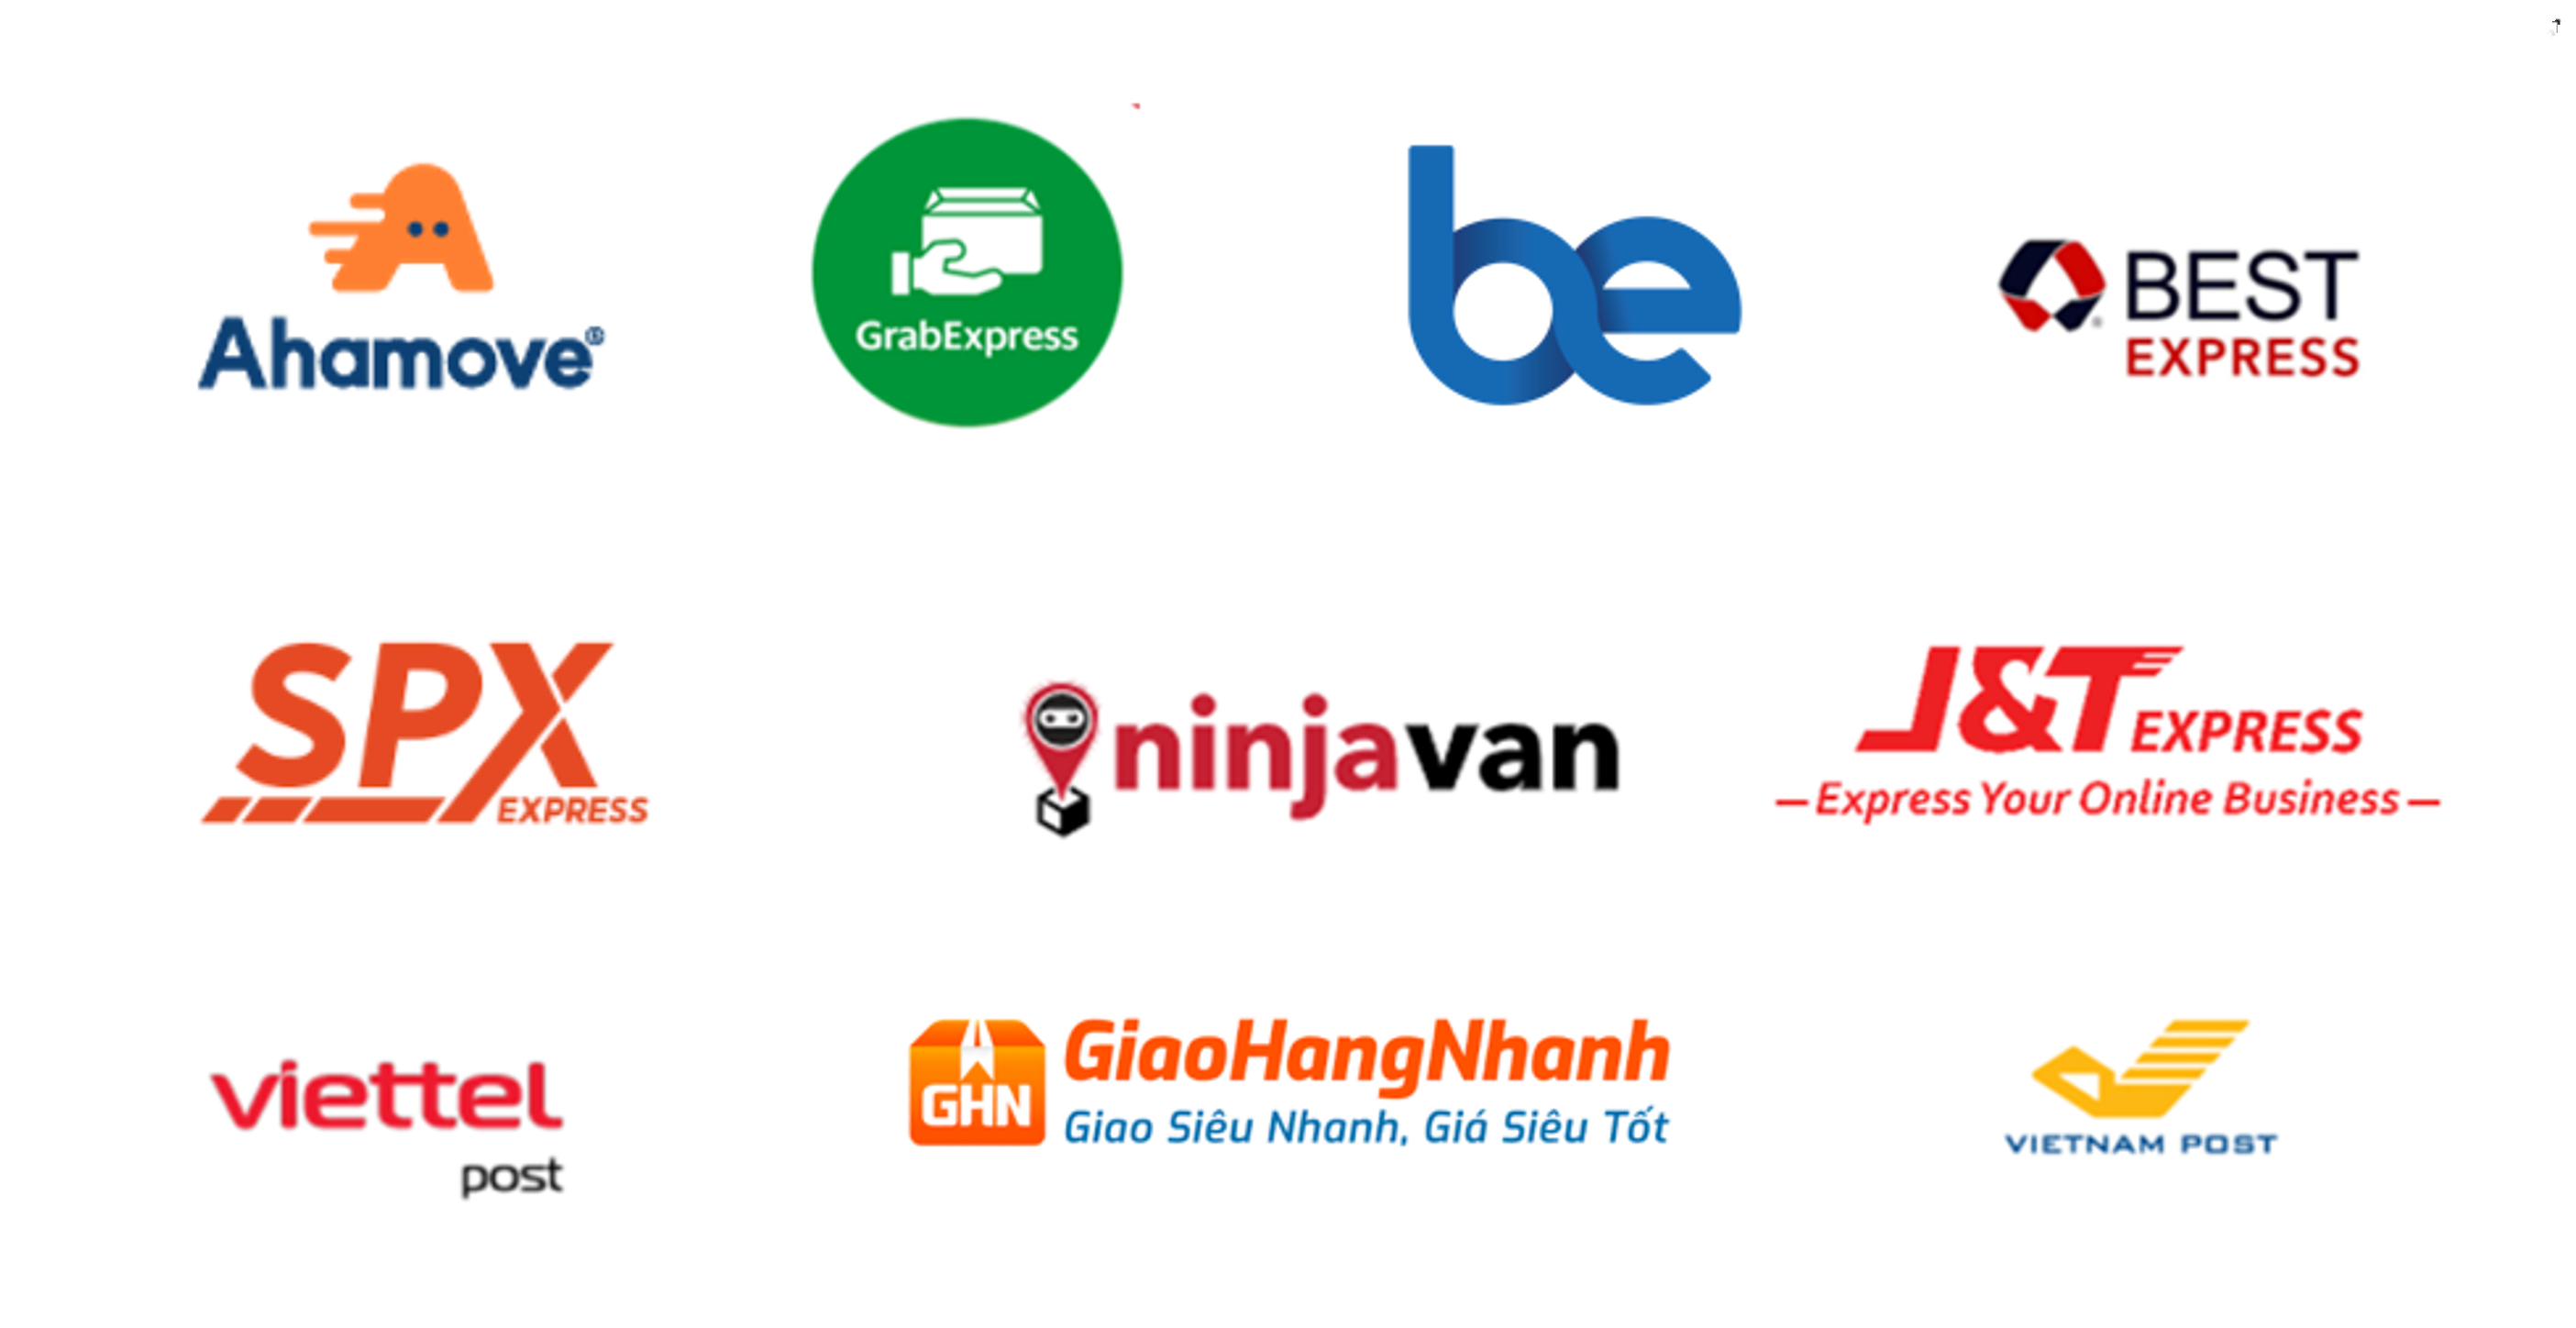 Ahamove®
GrabExpress
be
BEST
EXPRESS
SPX
EXPRESS
ninjavan
J&T EXPRESS
—Express Your Online Business—
viettel
post
GHN
GiaoHangNhanh
Giao Siêu Nhanh, Giá Siêu Tốt
VIETNAM POST